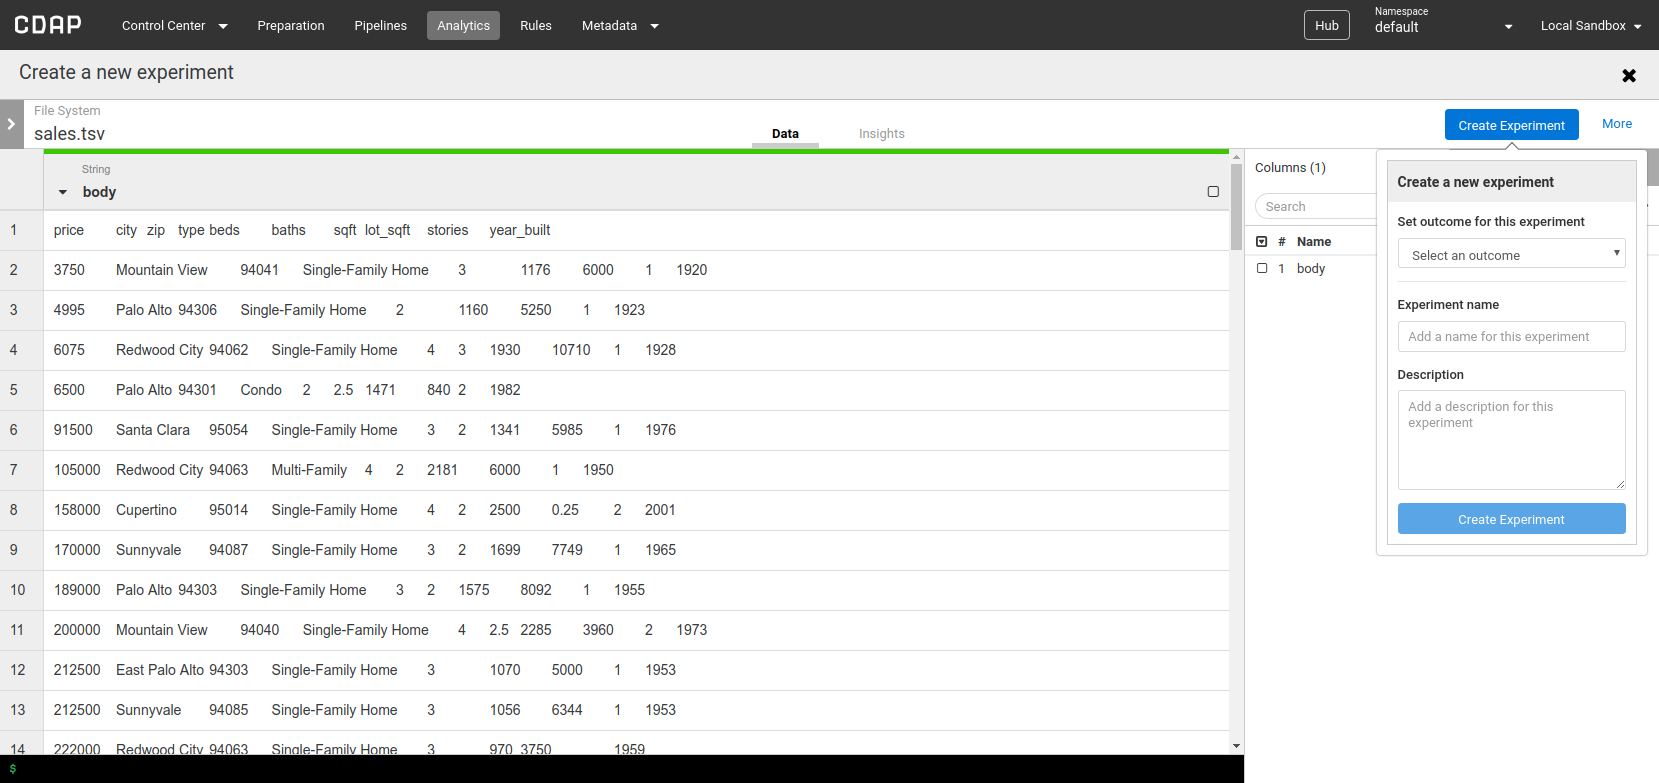 CDAP Control Center Preparation Pipelines Analytics Rules Metadata Hub Namespace default Local Sandbox
Create a new experiment
File System
sales.tsv
Data Insights
Create Experiment More
String
body
1 price city zip type beds baths sqft lot_sqft stories year_built
2 3750 Mountain View 94041 Single-Family Home 3 1176 6000 1 1920
3 4995 Palo Alto 94306 Single-Family Home 2 1160 5250 1 1923
4 6075 Redwood City 94062 Single-Family Home 4 3 1930 10710 1 1928
5 6500 Palo Alto 94301 Condo 2 2.5 1471 840 2 1982
6 91500 Santa Clara 95054 Single-Family Home 3 2 1341 5985 1 1976
7 105000 Redwood City 94063 Multi-Family 4 2 2181 6000 1 1950
8 158000 Cupertino 95014 Single-Family Home 4 2 2500 0.25 2 2001
9 170000 Sunnyvale 94087 Single-Family Home 3 2 1699 7749 1 1965
10 189000 Palo Alto 94303 Single-Family Home 3 2 1575 8092 1 1955
11 200000 Mountain View 94040 Single-Family Home 4 2.5 2285 3960 2 1973
12 212500 East Palo Alto 94303 Single-Family Home 3 1070 5000 1 1953
13 212500 Sunnyvale 94085 Single-Family Home 3 1056 6344 1 1953
14 222000 Redwood City 94063 Single-Family Home 3 970 3750 1959
$
Columns (1)
Search
# Name
1 body
Create a new experiment
Set outcome for this experiment
Select an outcome
Experiment name
Add a name for this experiment
Description
Add a description for this
experiment
Create Experiment